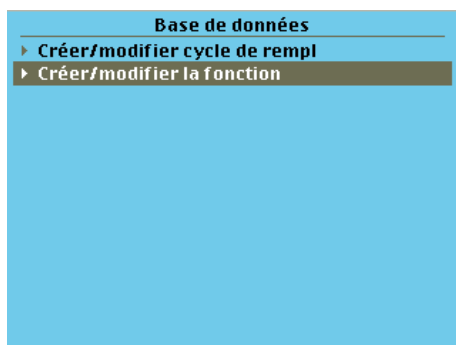 Base de données
Créer/modifier cycle de rempl
Créer/modifier la fonction